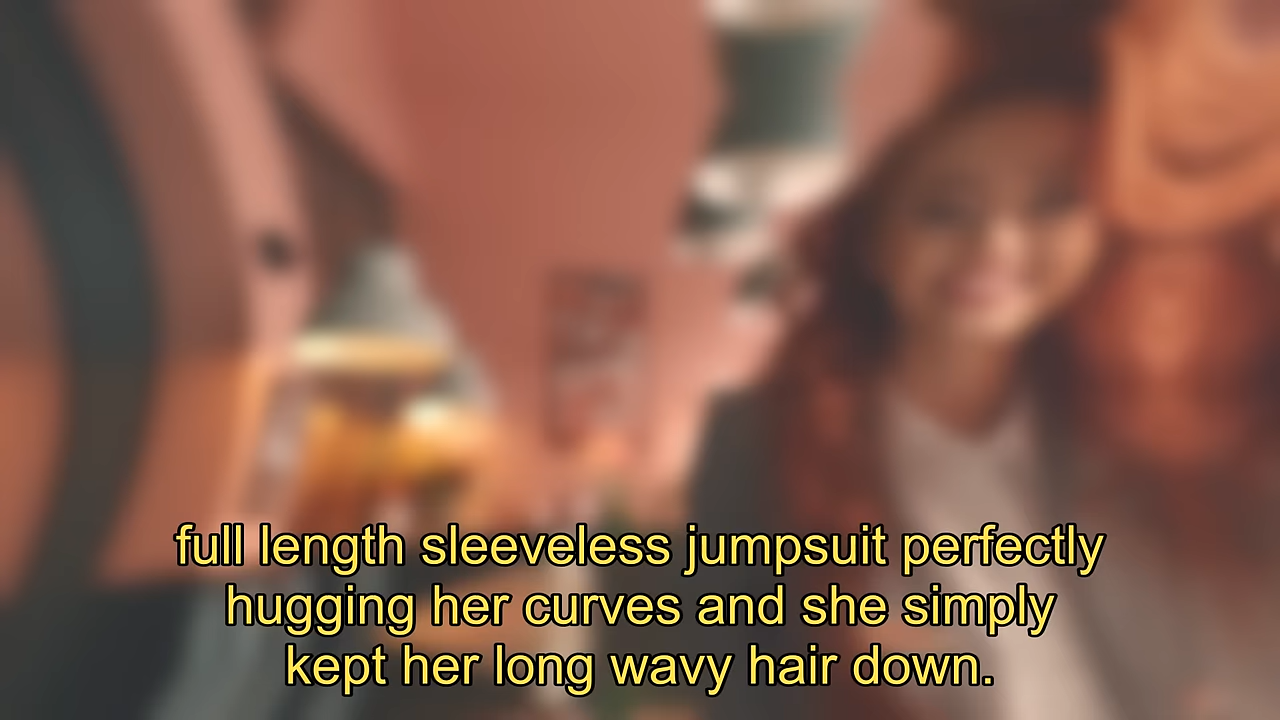 full length sleeveless jumpsuit perfectly
hugging her curves and she simply
kept her long wavy hair down.